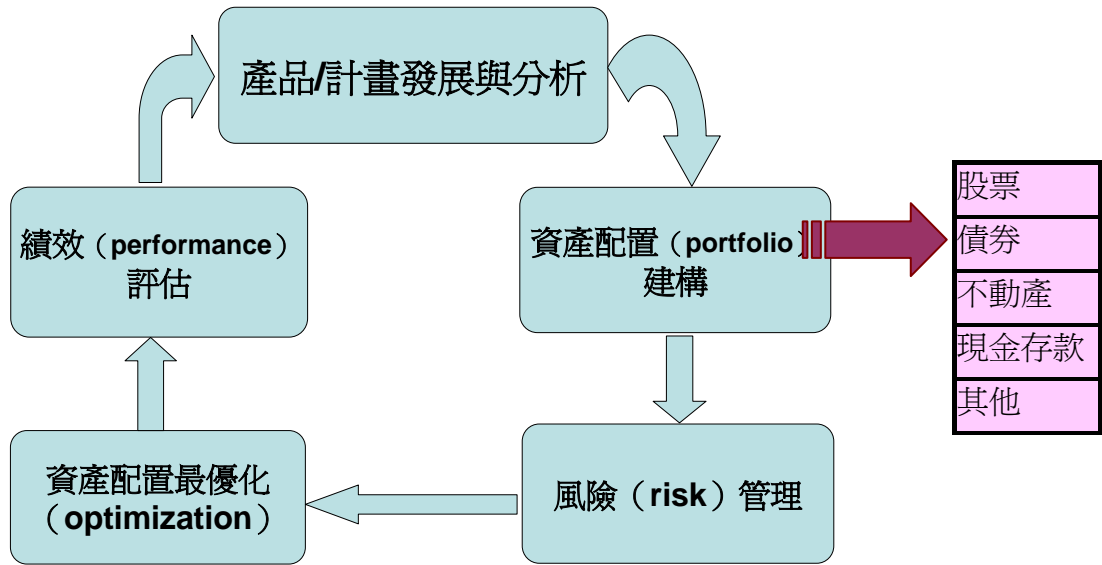 產品/計畫發展與分析
績效（performance）
評估
資產配置（portfolio）
建構
股票
債券
不動產
現金存款
其他
資產配置最優化
（optimization）
風險（risk）管理